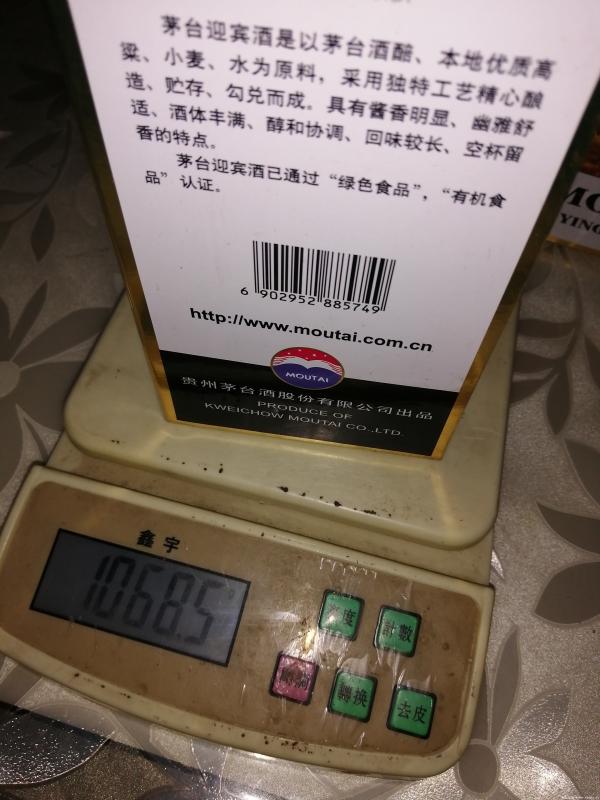 茅台迎宾酒是以茅台酒醅、本地优质高
粱、小麦、水为原料，采用独特工艺精心酿
造、贮存、勾兑而成。具有酱香明显、幽雅舒
适、酒体丰满、醇和协调、回味较长、空杯留
香的特点。
茅台迎宾酒已通过“绿色食品”，“有机食
品”认证。
6 902952 885749
http://www.moutai.com.cn
MOUTAI
贵州茅台酒股份有限公司出品
PRODUCE OF
KWEICHOW MOUTAI CO.,LTD.
MO
YING
鑫宇
1068.5
計數
轉換
去皮